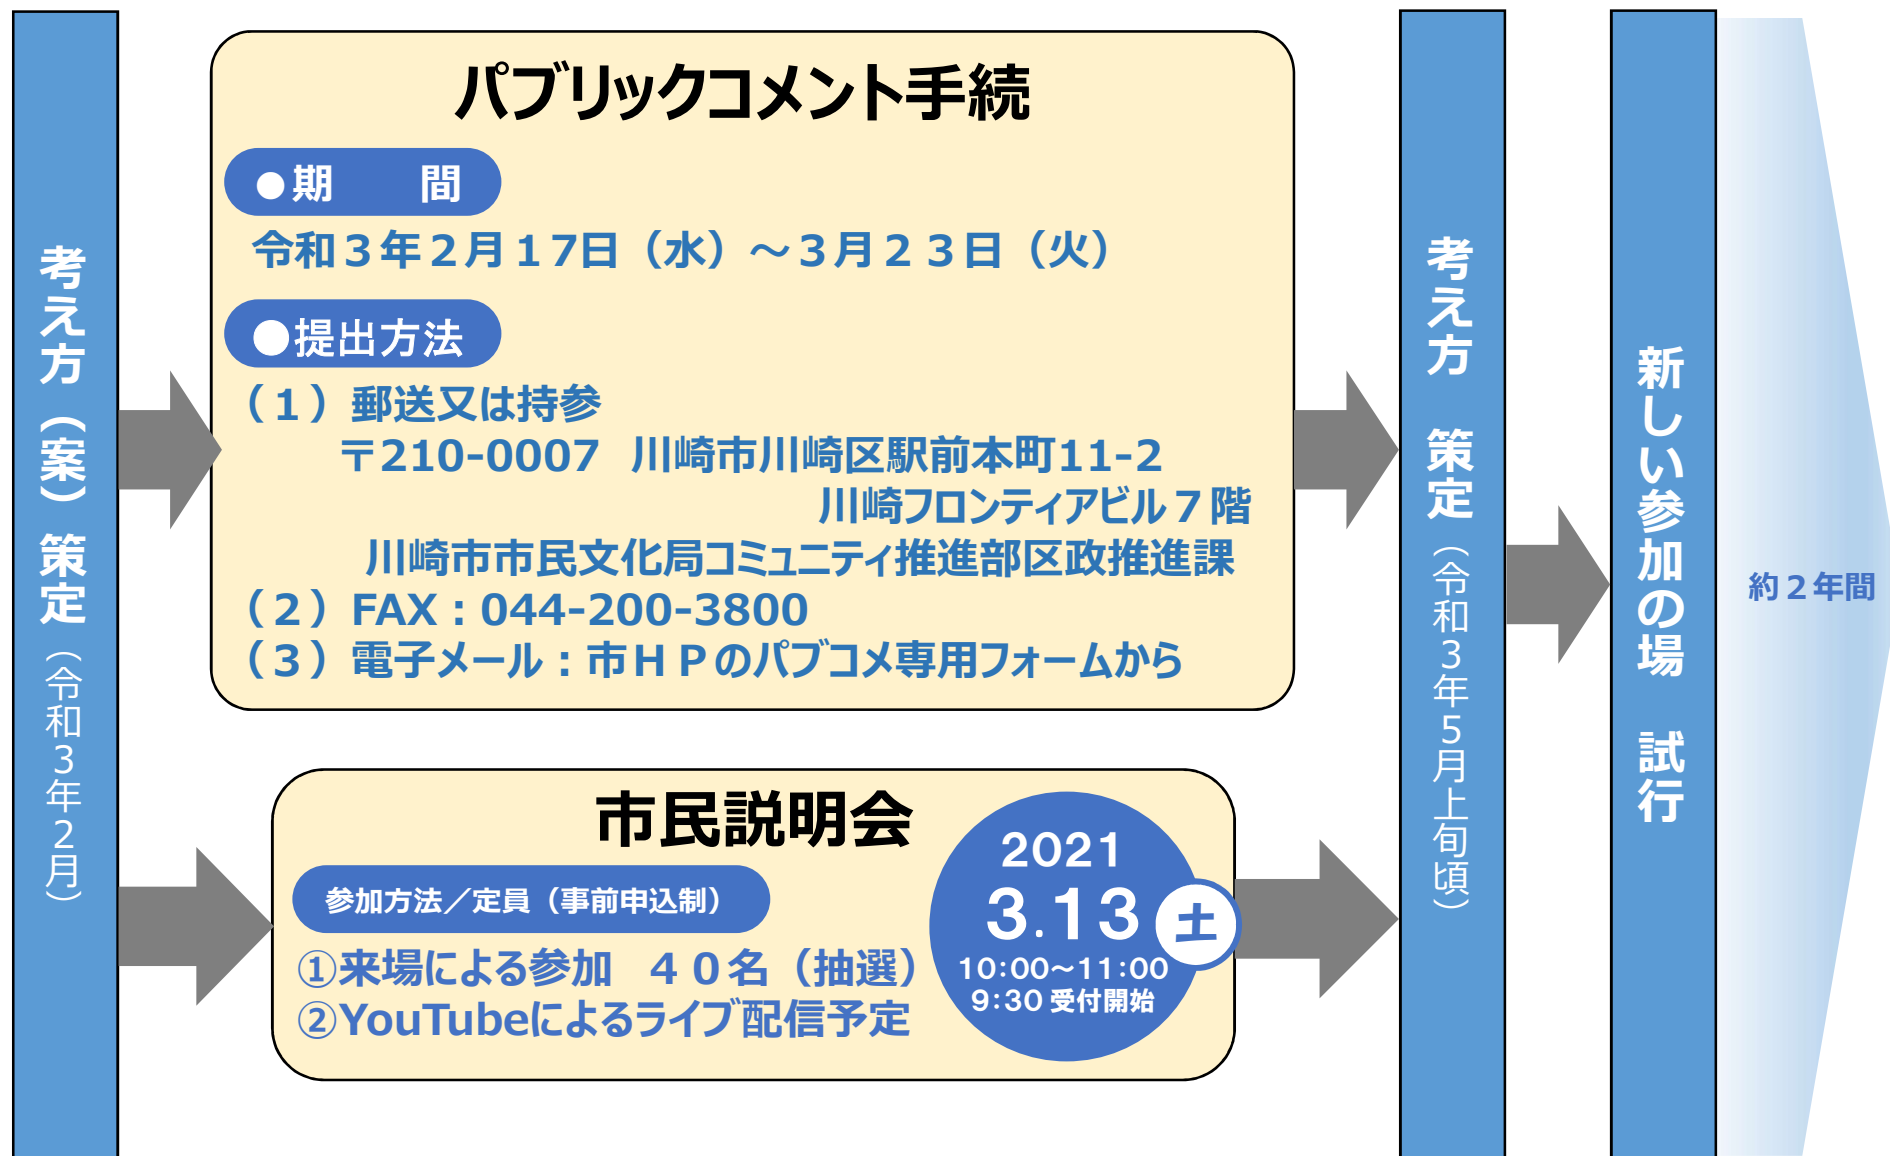 考え方（案）策定（令和３年２月）
パブリックコメント手続
●期　　間
令和３年２月１7日（水）～３月２３日（火）
●提出方法
（１）郵送又は持参
〒210-0007 川崎市川崎区駅前本町11-2
川崎フロンティアビル７階
川崎市市民文化局コミュニティ推進部区政推進課
（２）FAX：044-200-3800
（３）電子メール：市ＨＰのパブコメ専用フォームから
市民説明会
参加方法／定員（事前申込制）
①来場による参加　４０名（抽選）
②YouTubeによるライブ配信予定
2021
3.13 土
10:00～11:00
9:30 受付開始
考え方　策定（令和３年５月上旬頃）
新しい参加の場　試行
約２年間